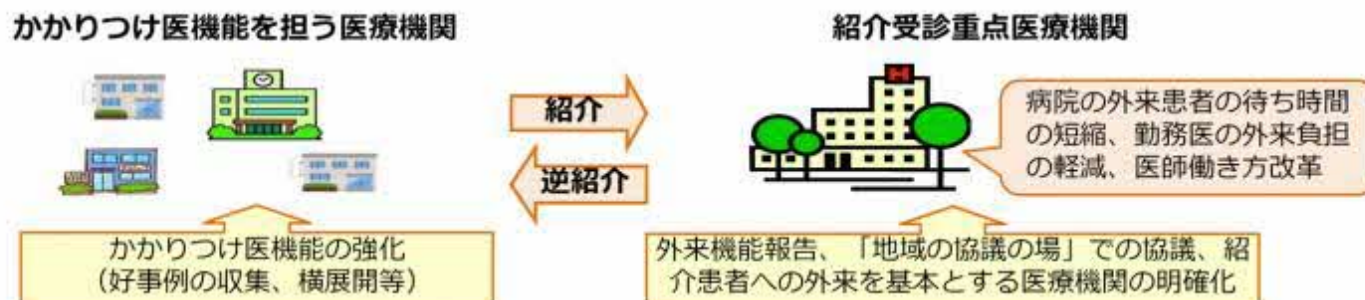 かかりつけ医機能を担う医療機関
紹介受診重点医療機関
紹介
逆紹介
H
病院の外来患者の待ち時間
の短縮、勤務医の外来負担
の軽減、医師働き方改革
かかりつけ医機能の強化
（好事例の収集、横展開等）
外来機能報告、「地域の協議の場」での協議、紹
介患者への外来を基本とする医療機関の明確化